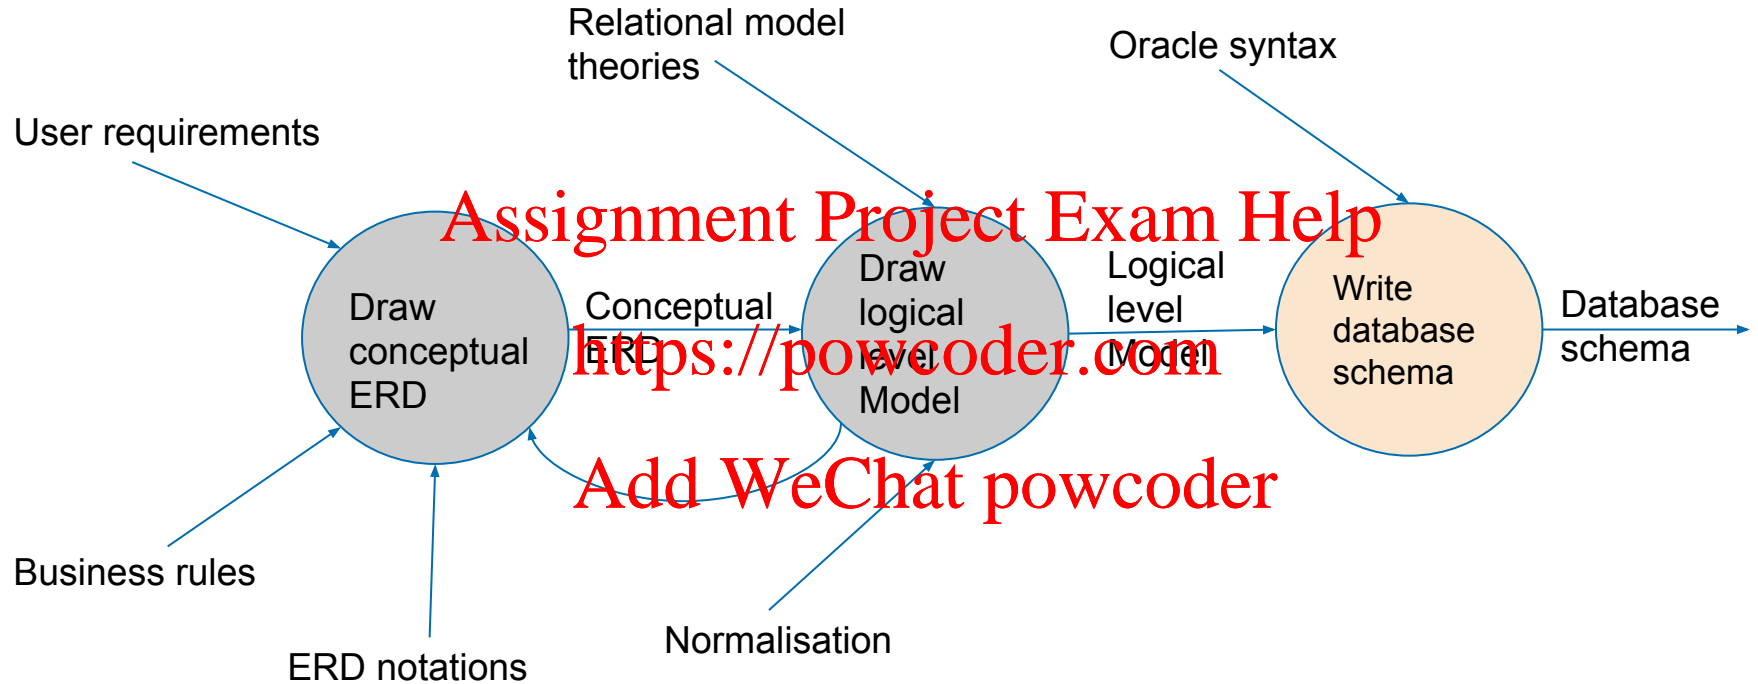 Relational model
theories
Oracle syntax
User requirements
Assignment Project Exam Help
Draw
conceptual
ERD
Conceptual
ERD
Draw
logical
level
Model
Logical
level
Model
Write
database
schema
Database
schema
https://powcoder.com
Add WeChat powcoder
Business rules
ERD notations
Normalisation